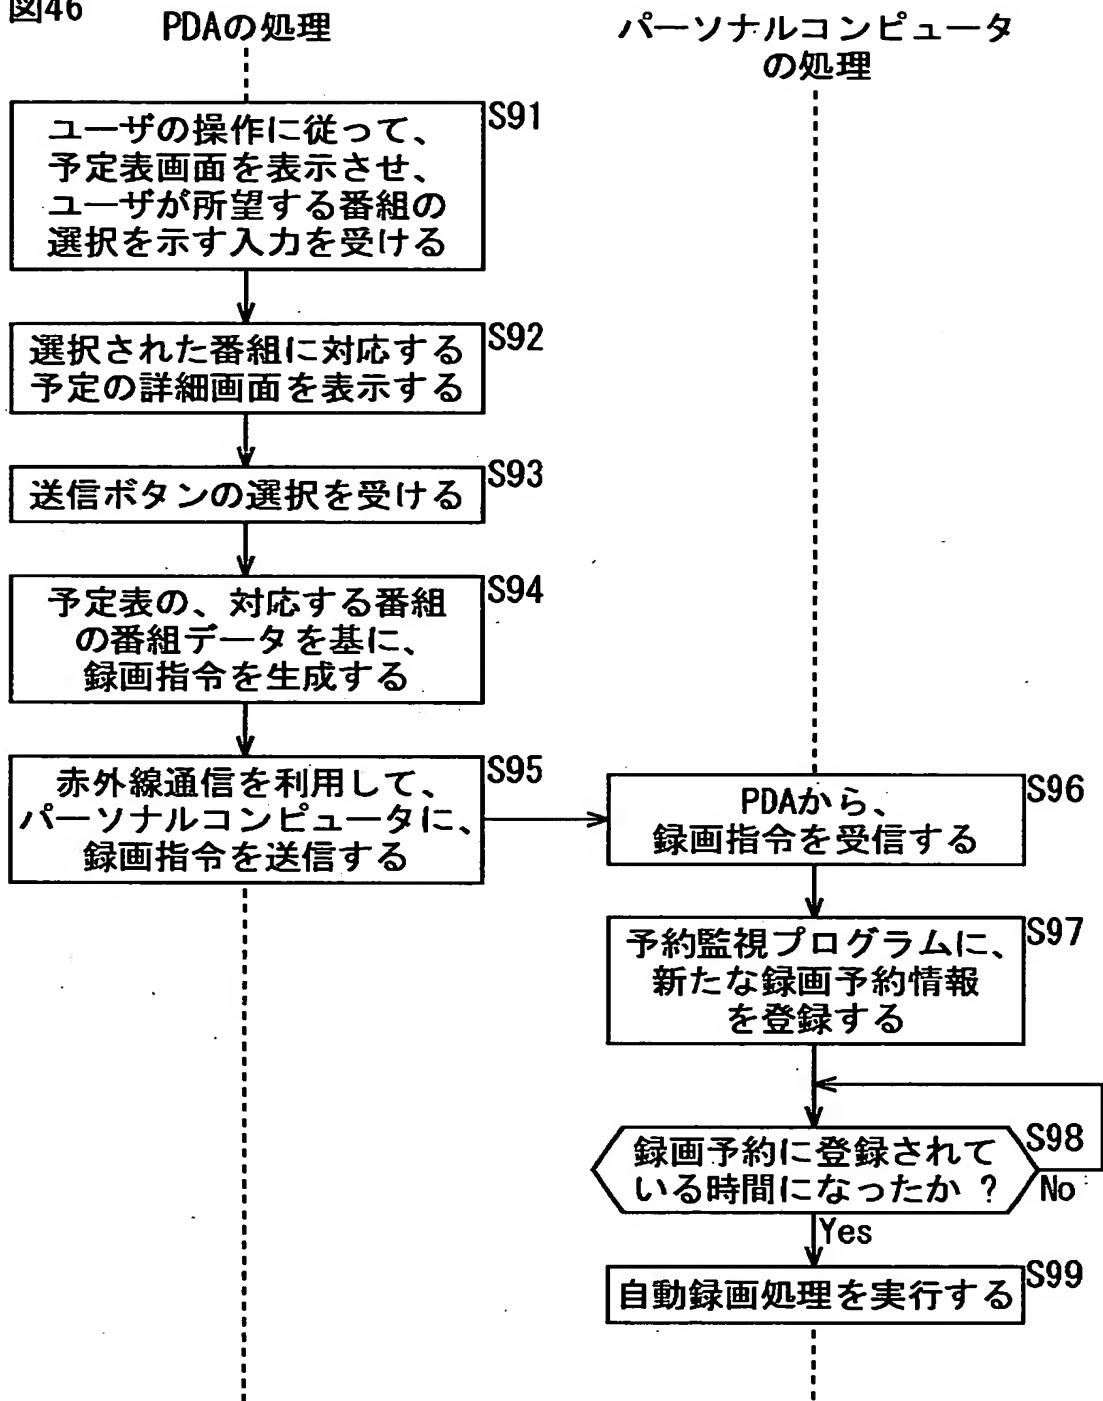 図46
PDAの処理
パーソナルコンピュータ
の処理
S91
ユーザの操作に従って、
予定表画面を表示させ、
ユーザが所望する番組の
選択を示す入力を受ける
S92
選択された番組に対応する
予定の詳細画面を表示する
S93
送信ボタンの選択を受ける
S94
予定表の、対応する番組
の番組データを基に、
録画指令を生成する
S95
赤外線通信を利用して、
パーソナルコンピュータに、
録画指令を送信する
S96
PDAから、
録画指令を受信する
S97
予約監視プログラムに、
新たな録画予約情報
を登録する
S98
録画予約に登録されて
いる時間になったか?
No
Yes
S99
自動録画処理を実行する